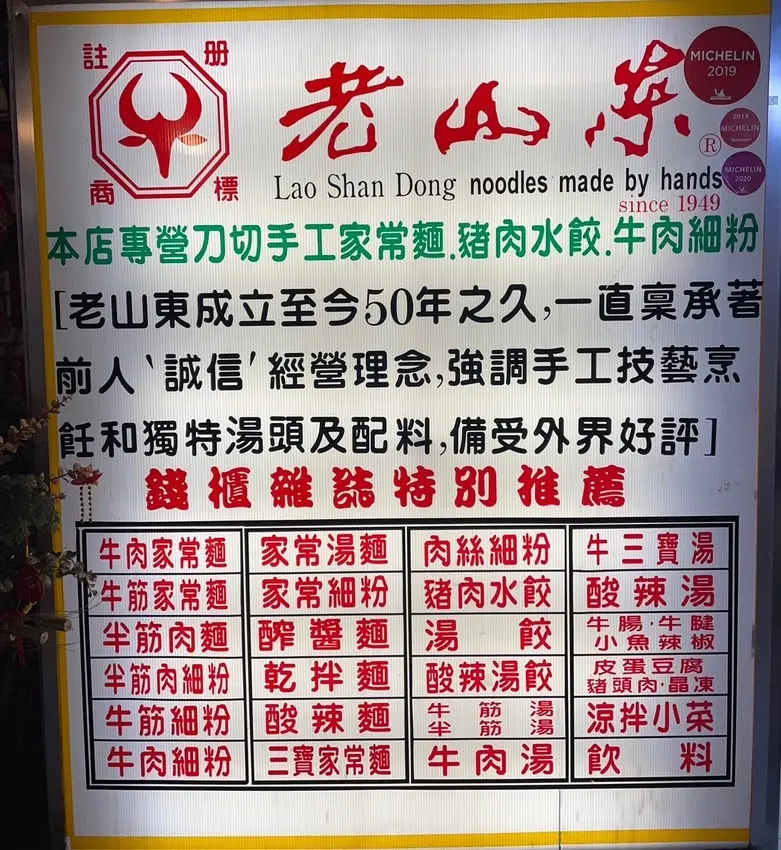 註 册
商 標
老山东
®
MICHELIN
2019
2018
MICHELIN
MICHELIN
2020
Lao Shan Dong noodles made by hands
since 1949
本店專營刀切手工家常麵.豬肉水餃.牛肉細粉
[老山東成立至今50年之久,一直稟承著
前人‵誠信′經營理念,強調手工技藝烹
飪和獨特湯頭及配料,備受外界好評]
錢櫃雜誌特別推薦
牛肉家常麵 家常湯麵 肉絲細粉 牛三寶湯
牛筋家常麵 家常細粉 豬肉水餃 酸辣湯
半筋肉麵 醡醬麵 湯餃 牛腸·牛腱
小魚辣椒
半筋肉細粉 乾拌麵 酸辣湯餃 皮蛋豆腐
豬頭肉·晶凍
牛筋細粉 酸辣麵 牛筋湯 涼拌小菜
半筋湯
牛肉細粉 三寶家常麵 牛肉湯 飲料